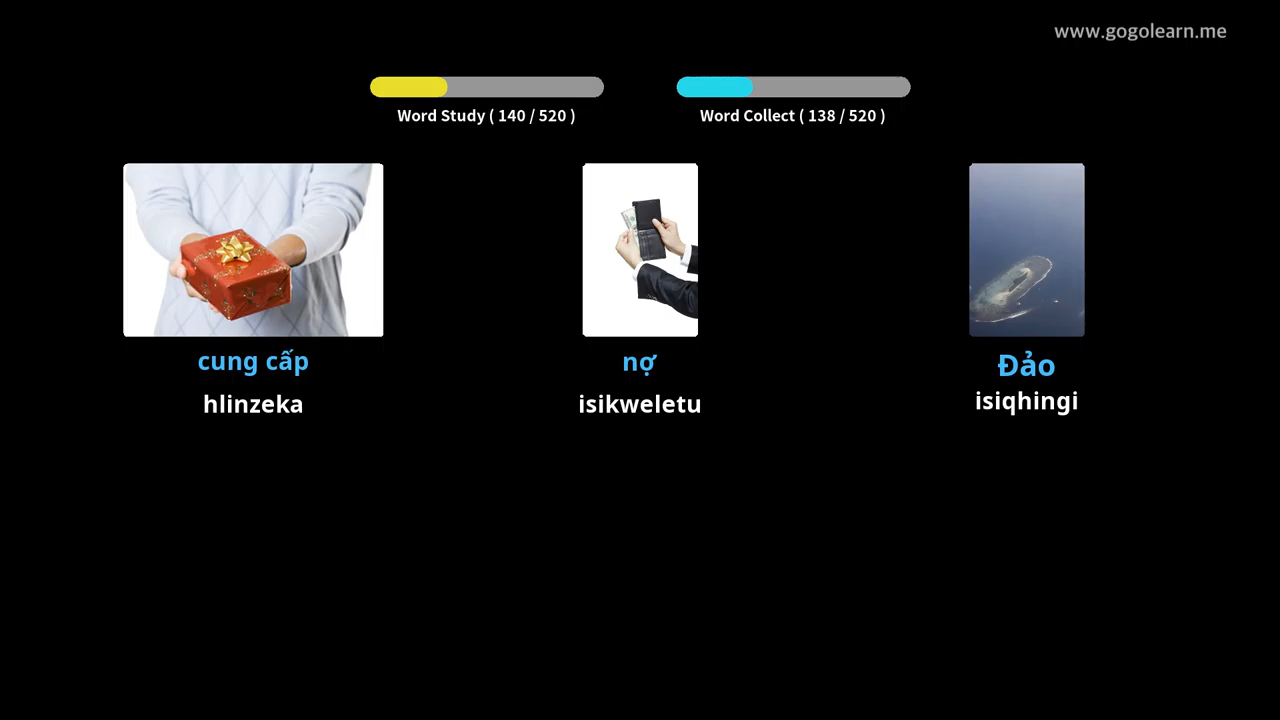 www.gogolearn.me
Word Study ( 140 / 520 )
Word Collect ( 138 / 520 )
cung cấp
hlinzeka
nợ
isikweletu
Đảo
isiqhingi